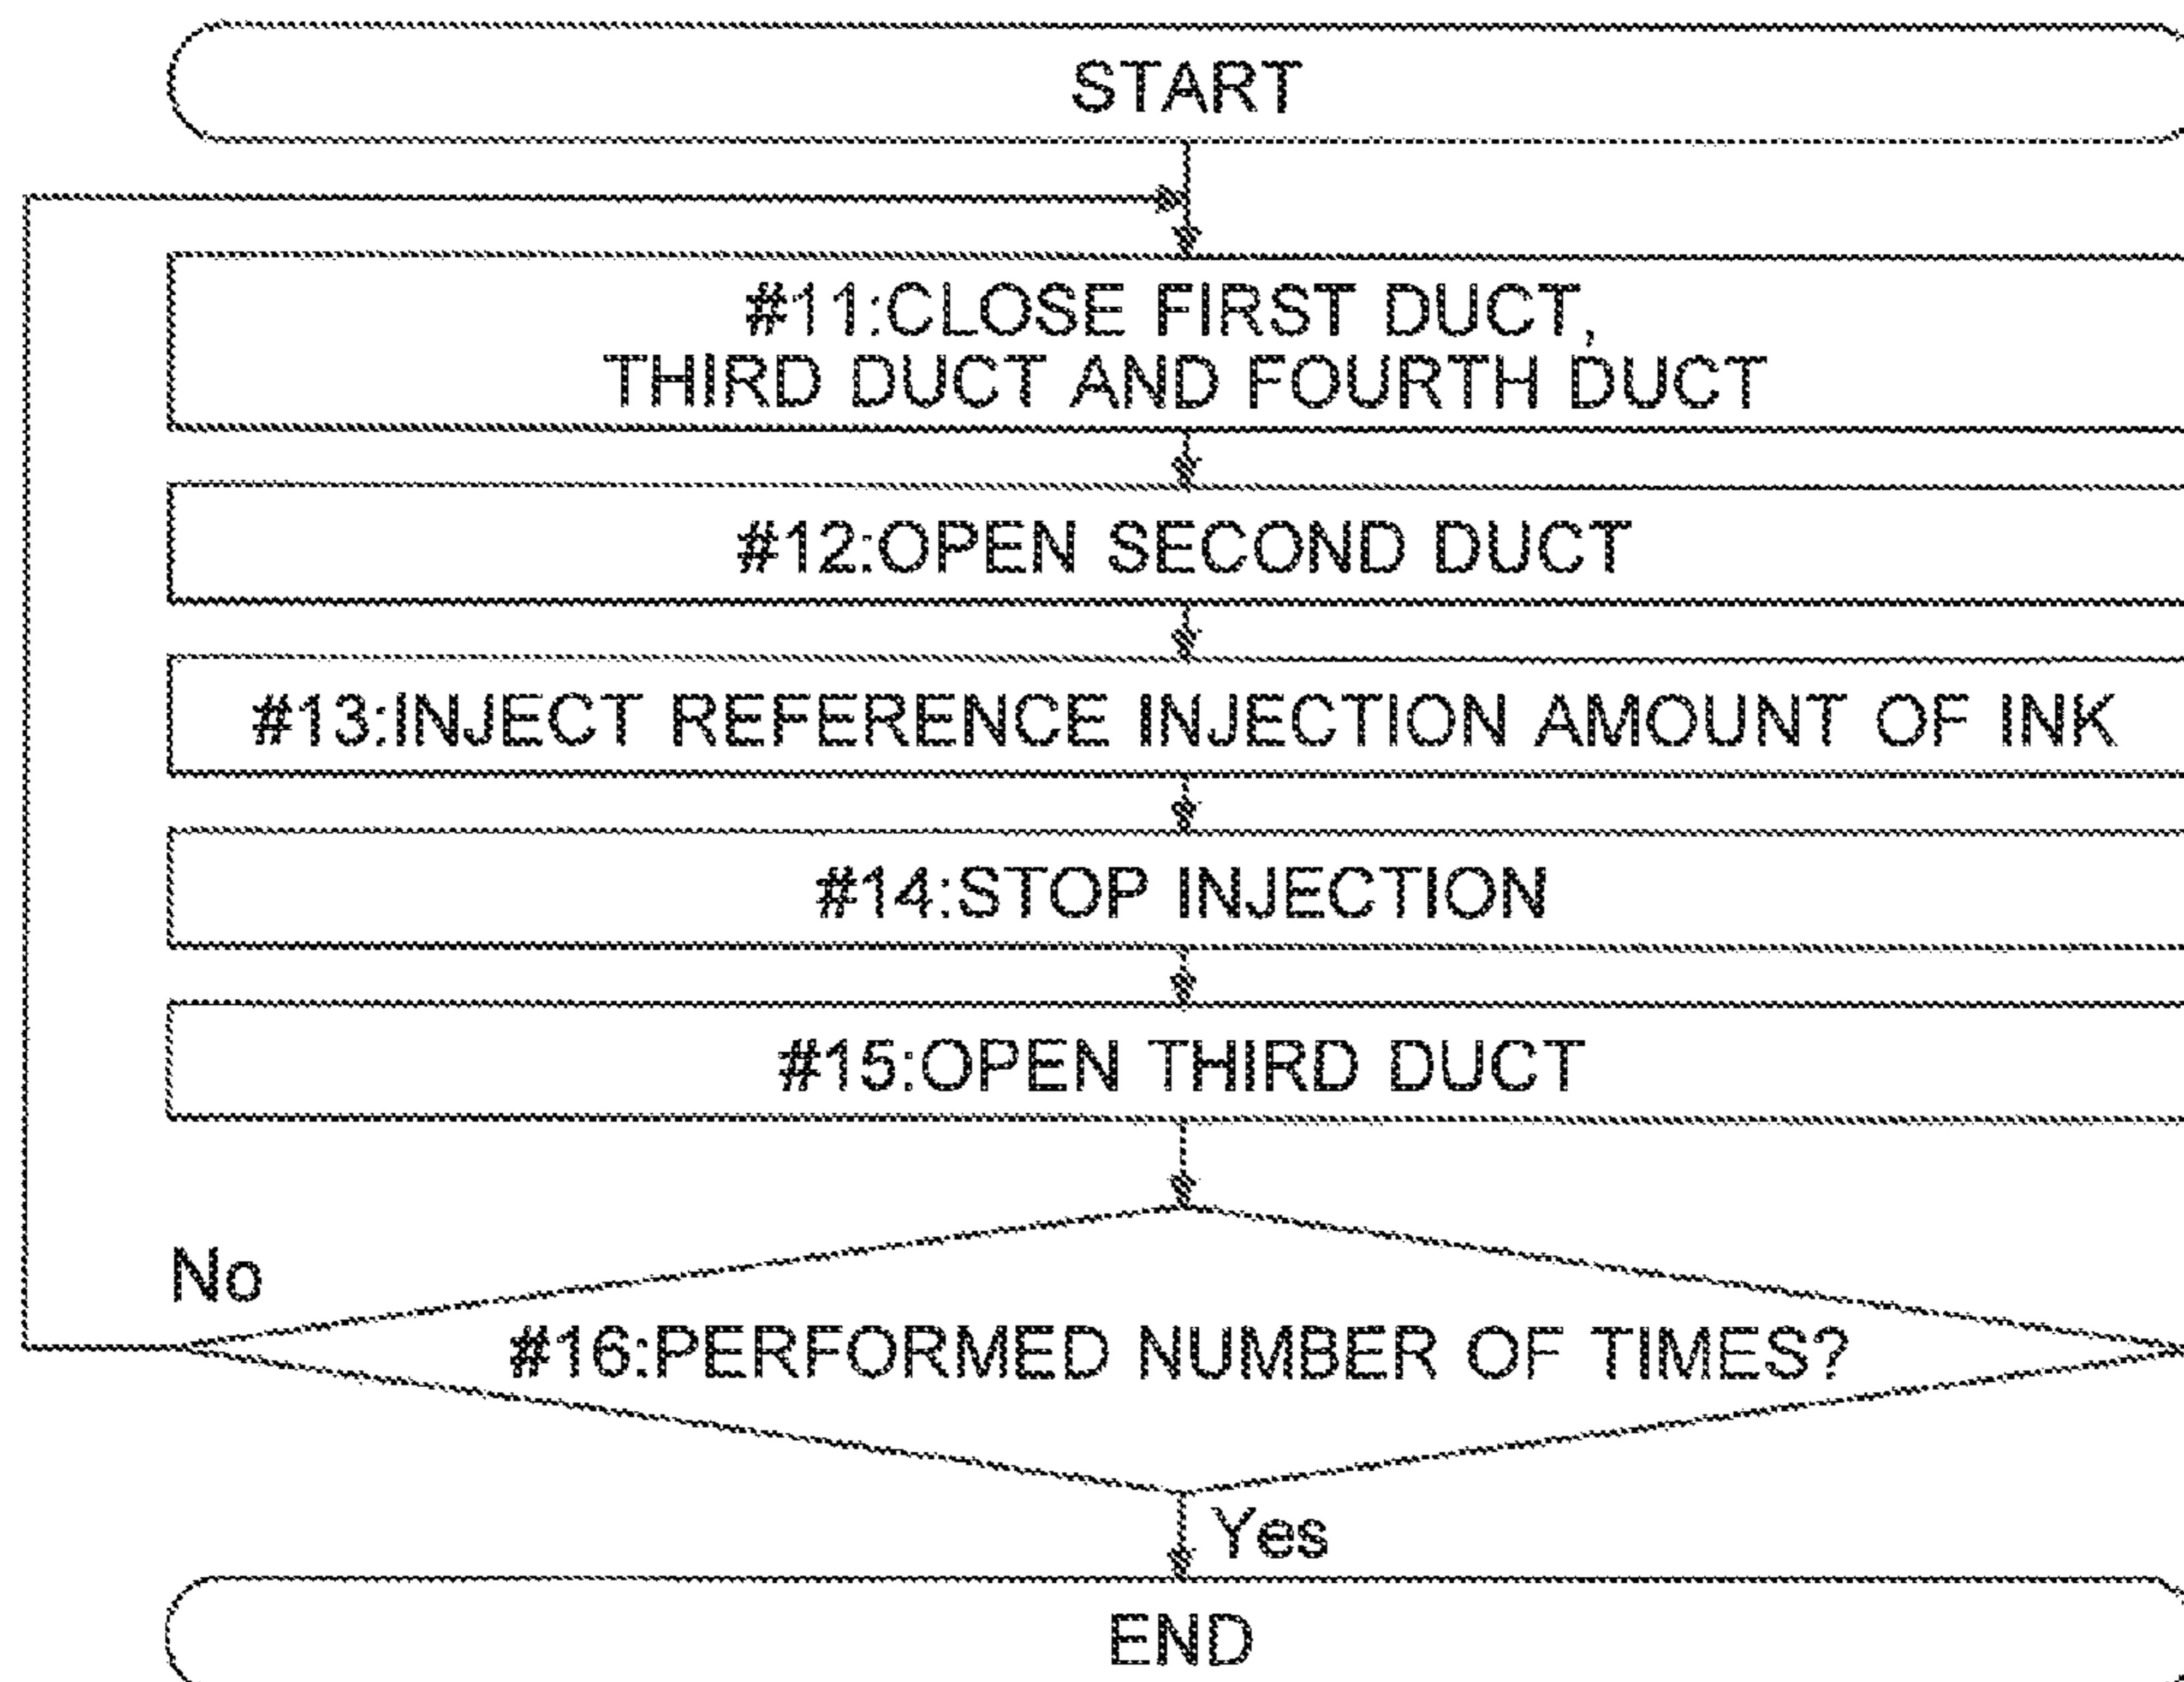 START
#11:CLOSE FIRST DUCT,
THIRD DUCT AND FOURTH DUCT
#12:OPEN SECOND DUCT
#13:INJECT REFERENCE INJECTION AMOUNT OF INK
#14:STOP INJECTION
#15:OPEN THIRD DUCT
No
#16:PERFORMED NUMBER OF TIMES?
Yes
END